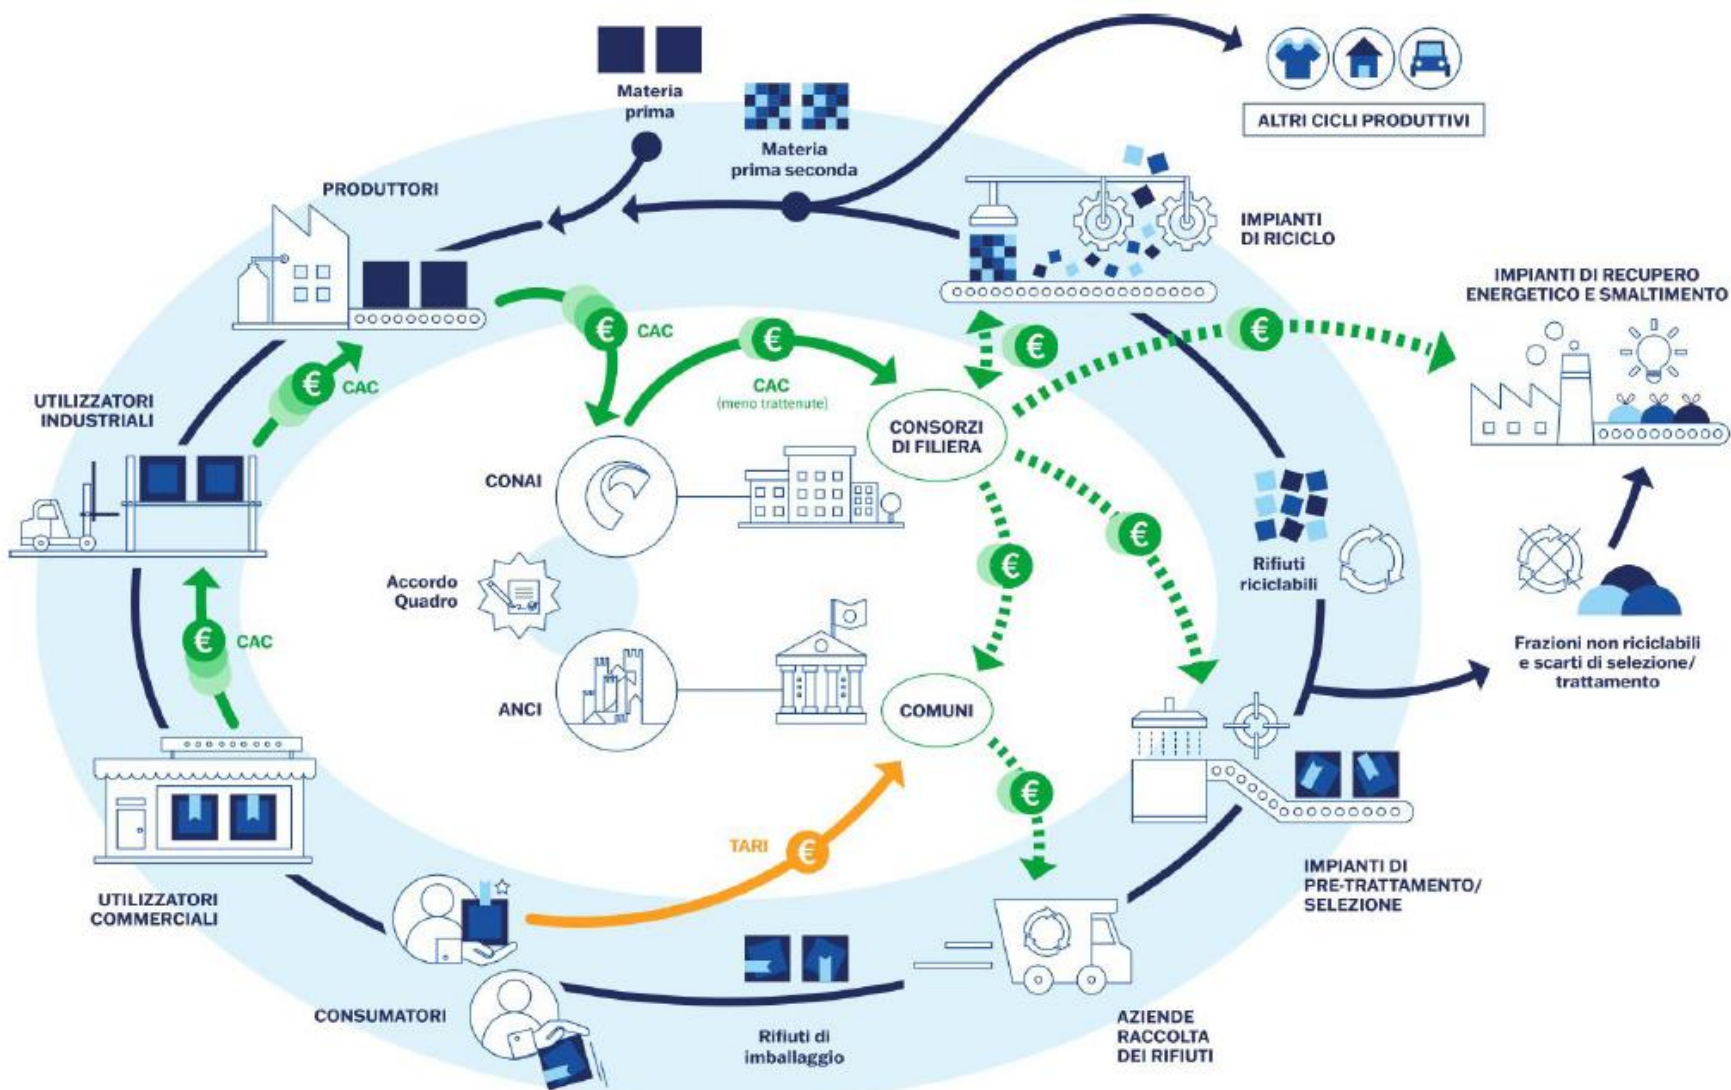 Materia
prima
Materia
prima seconda
ALTRI CICLI PRODUTTIVI
PRODUTTORI
IMPIANTI
DI RICICLO
IMPIANTI DI RECUPERO
ENERGETICO E SMALTIMENTO
€
CAC
€
CAC
(meno trattenute)
€
€
€
CAC
UTILIZZATORI
INDUSTRIALI
CONSORZI
DI FILIERA
CONAI
€
€
Rifiuti
riciclabili
Accordo
Quadro
€
CAC
Frazioni non riciclabili
e scarti di selezione/
trattamento
ANCI
COMUNI
€
TARI
€
UTILIZZATORI
COMMERCIALI
IMPIANTI DI
PRE-TRATTAMENTO/
SELEZIONE
CONSUMATORI
Rifiuti di
imballaggio
AZIENDE
RACCOLTA
DEI RIFIUTI